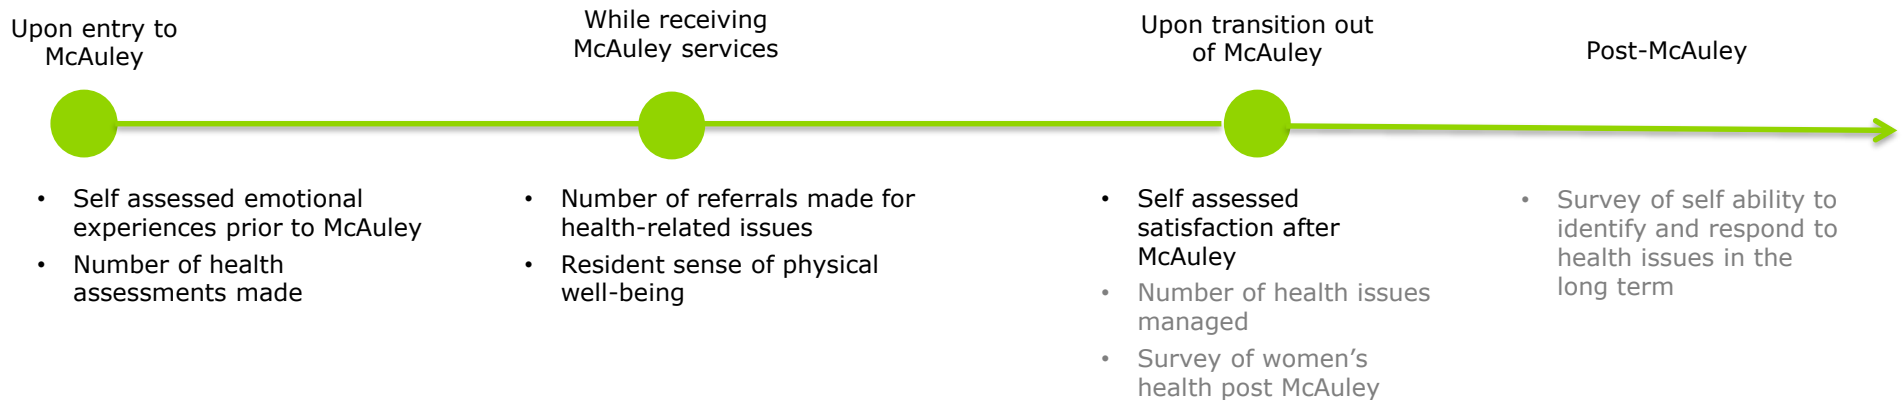 Upon entry to
McAuley
While receiving
McAuley services
Upon transition out
of McAuley
Post-McAuley
• Self assessed emotional
experiences prior to McAuley
• Number of health
assessments made
• Number of referrals made for
health-related issues
• Resident sense of physical
well-being
• Self assessed
satisfaction after
McAuley
• Number of health issues
managed
• Survey of women’s
health post McAuley
• Survey of self ability to
identify and respond to
health issues in the
long term